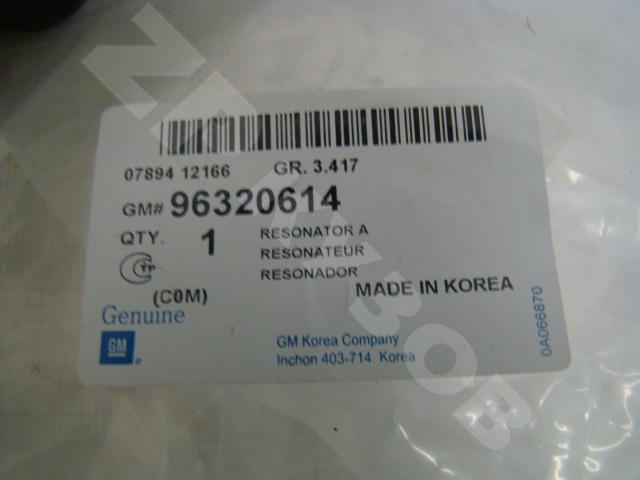 07894 12166 GR. 3.417
GM# 96320614
QTY. 1 RESONATOR A
RESONATEUR
RESONADOR
(C0M) MADE IN KOREA
Genuine
GM
GM Korea Company
Inchon 403-714 Korea
0A066870